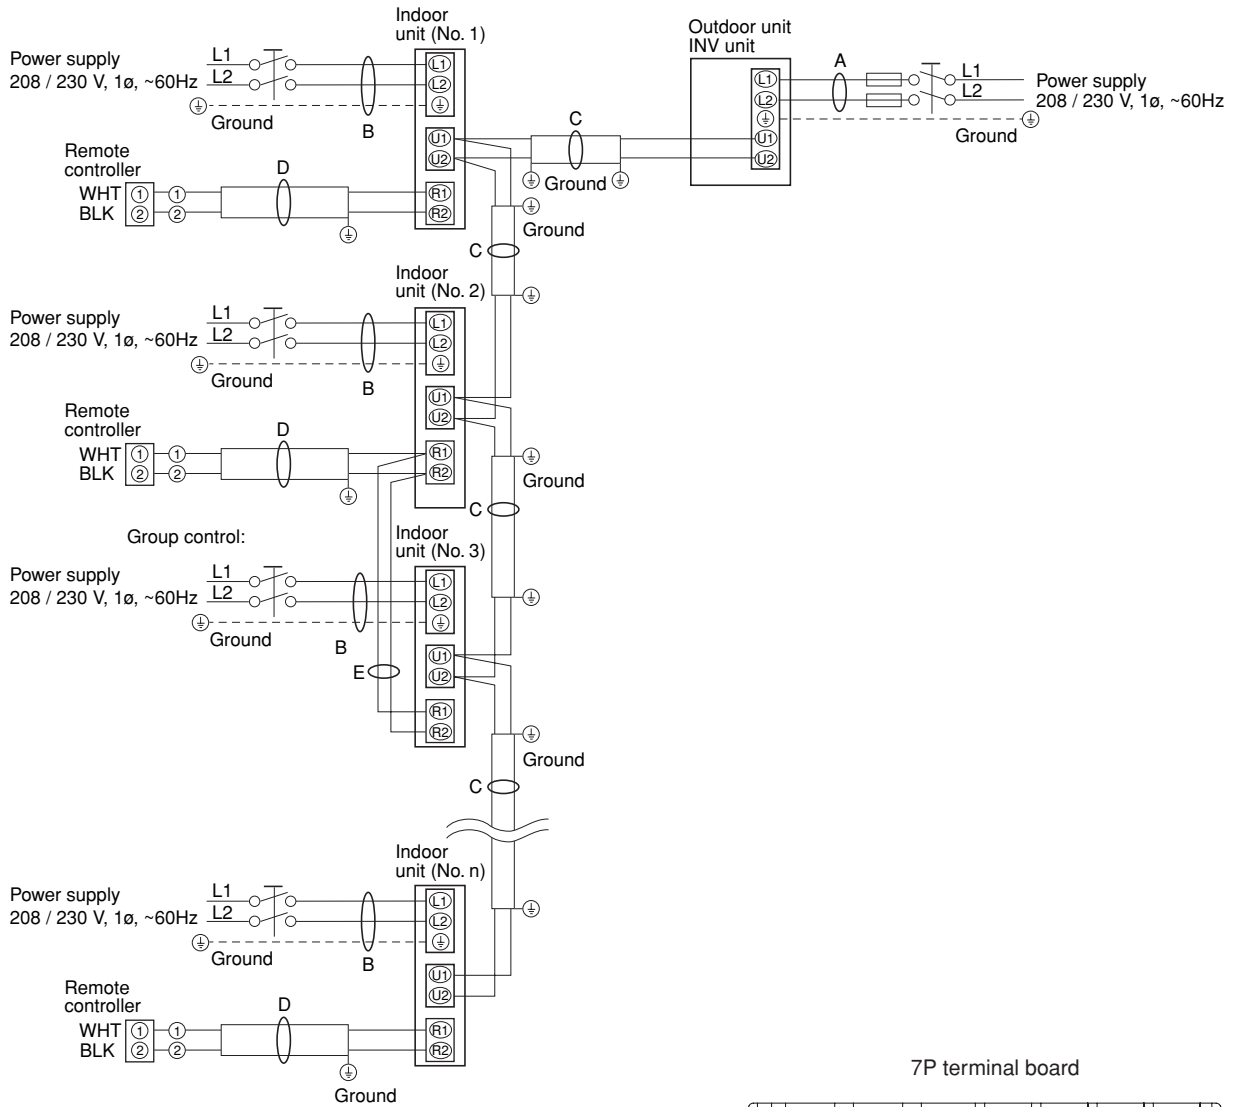 Indoor
unit (No. 1)
Outdoor unit
INV unit
Power supply
208 / 230 V, 1ø, ~60Hz
L1
L2
Ground
B
L1
L2
U1
U2
R1
R2
Remote
controller
WHT
BLK
1
2
1
2
D
C
Ground
L1
L2
U1
U2
A
L1
L2
Power supply
208 / 230 V, 1ø, ~60Hz
Ground
Ground
C
Indoor
unit (No. 2)
Power supply
208 / 230 V, 1ø, ~60Hz
L1
L2
Ground
B
L1
L2
U1
U2
R1
R2
Remote
controller
WHT
BLK
1
2
1
2
D
Ground
C
Group control:
Indoor
unit (No. 3)
Power supply
208 / 230 V, 1ø, ~60Hz
L1
L2
Ground
B
E
L1
L2
U1
U2
R1
R2
Ground
C
Indoor
unit (No. n)
Power supply
208 / 230 V, 1ø, ~60Hz
L1
L2
Ground
B
L1
L2
U1
U2
R1
R2
Remote
controller
WHT
BLK
1
2
1
2
D
Ground
7P terminal board